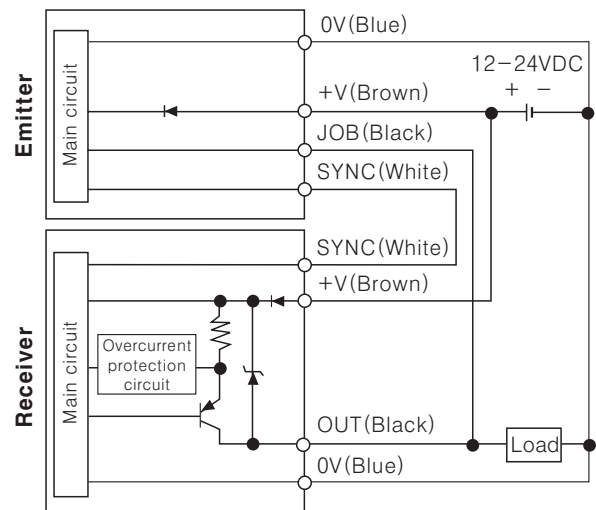 0V(Blue)
12-24VDC
+ -
Emitter
Main circuit
+V(Brown)
JOB(Black)
SYNC(White)
Receiver
Main circuit
SYNC(White)
+V(Brown)
Overcurrent
protection
circuit
OUT(Black)
Load
0V(Blue)